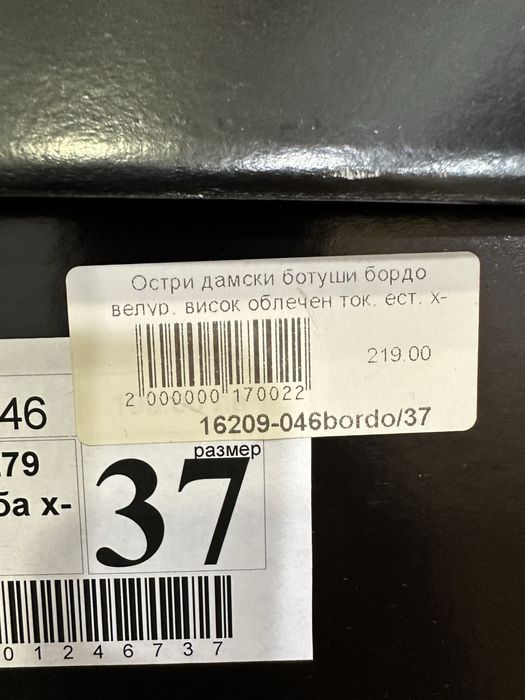 Остри дамски ботуши бордо
велур. висок облечен ток. ест. х-
219.00
2 000000 170022
16209-046bordo/37
46
размер
79
ба х-
37
0 1 2 4 6 7 3 7